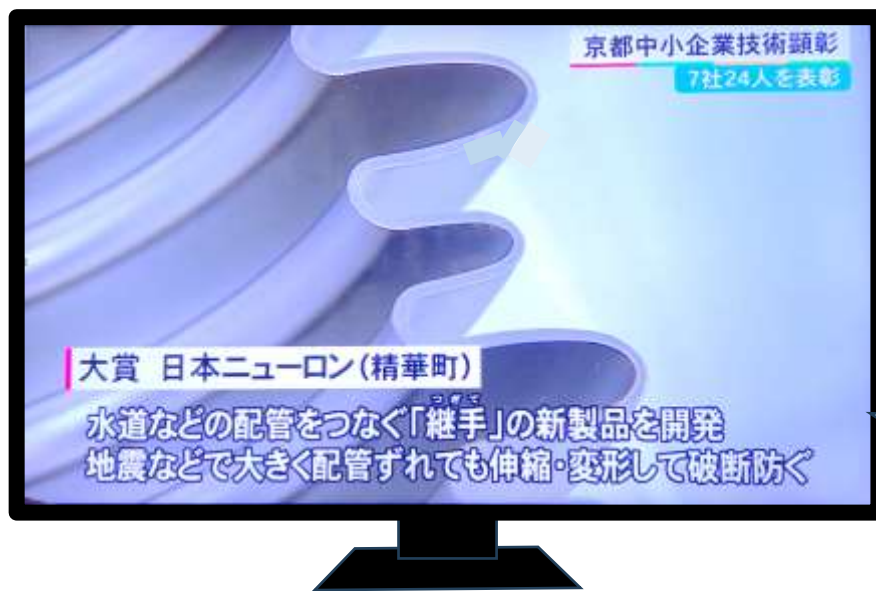 京都中小企業技術顕彰
7社24人を表彰
大賞 日本ニューロン(精華町)
つぎて
水道などの配管をつなぐ「継手」の新製品を開発
地震などで大きく配管ずれても伸縮・変形して破断防ぐ